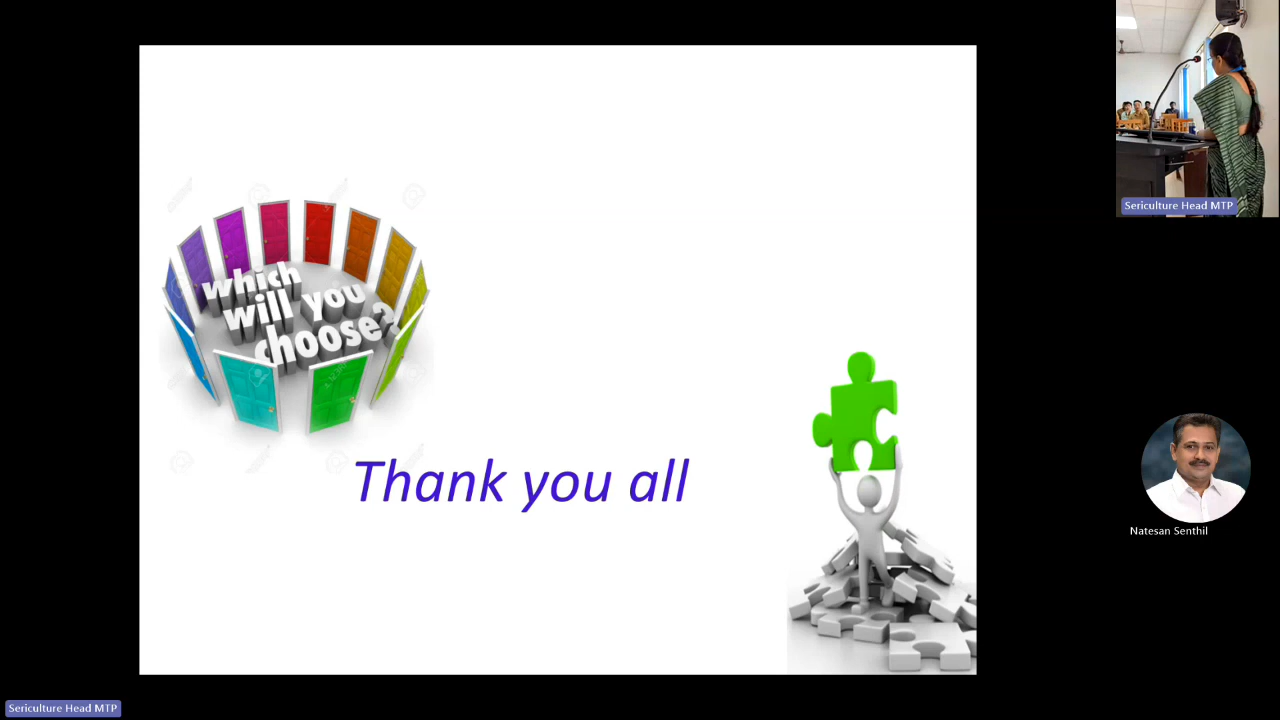 which
will you
choose?
Thank you all
Sericulture Head MTP
Natesan Senthil
Sericulture Head MTP